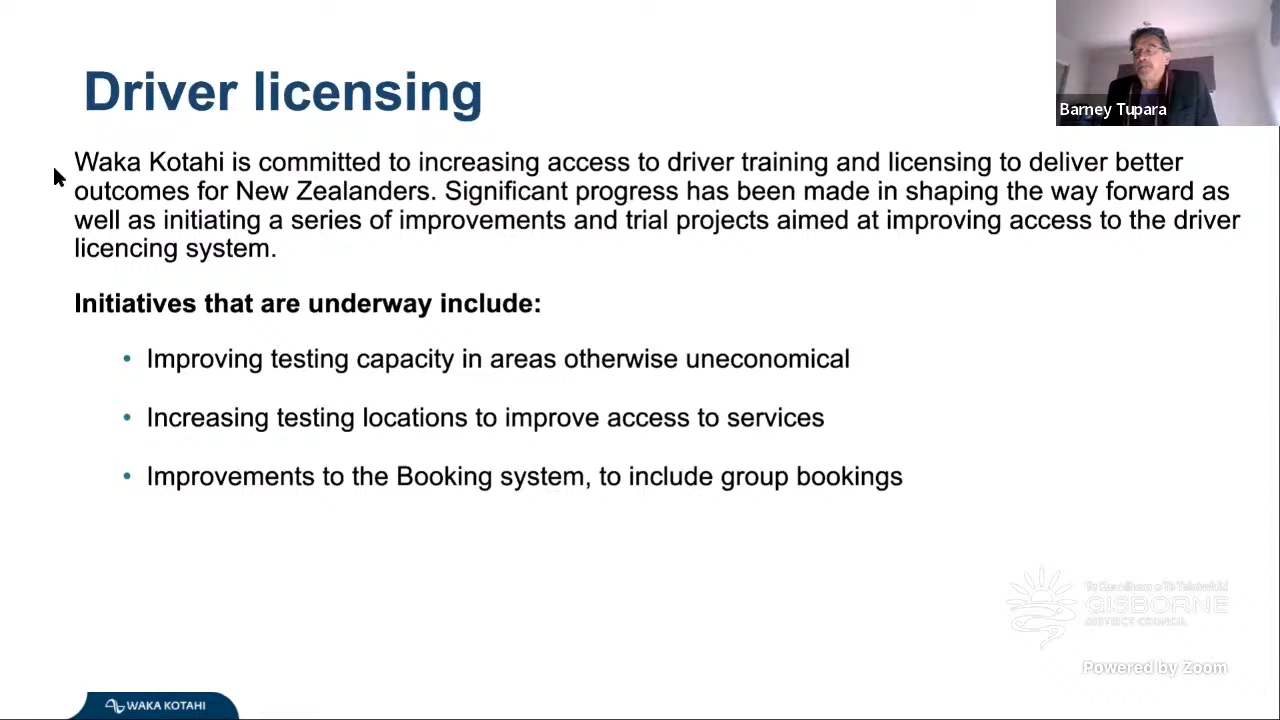 Driver licensing
Barney Tupara
Waka Kotahi is committed to increasing access to driver training and licensing to deliver better
outcomes for New Zealanders. Significant progress has been made in shaping the way forward as
well as initiating a series of improvements and trial projects aimed at improving access to the driver
licencing system.
Initiatives that are underway include:
• Improving testing capacity in areas otherwise uneconomical
• Increasing testing locations to improve access to services
• Improvements to the Booking system, to include group bookings
GISBORNE
DISTRICT COUNCIL
Powered by Zoom
WAKA KOTAHI